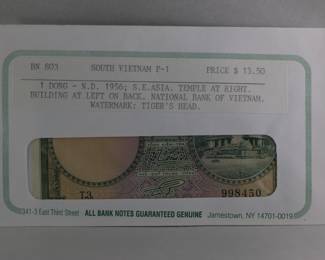 BN 803 SOUTH VIETNAM P-1 PRICE $ 13.50
1 DONG - N.D. 1956; S.E.ASIA. TEMPLE AT RIGHT.
BUILDING AT LEFT ON BACK. NATIONAL BANK OF VIETNAM.
WATERMARK: TIGER'S HEAD.
T3 998450
341-3 East Third Street ALL BANK NOTES GUARANTEED GENUINE Jamestown, NY 14701-0019